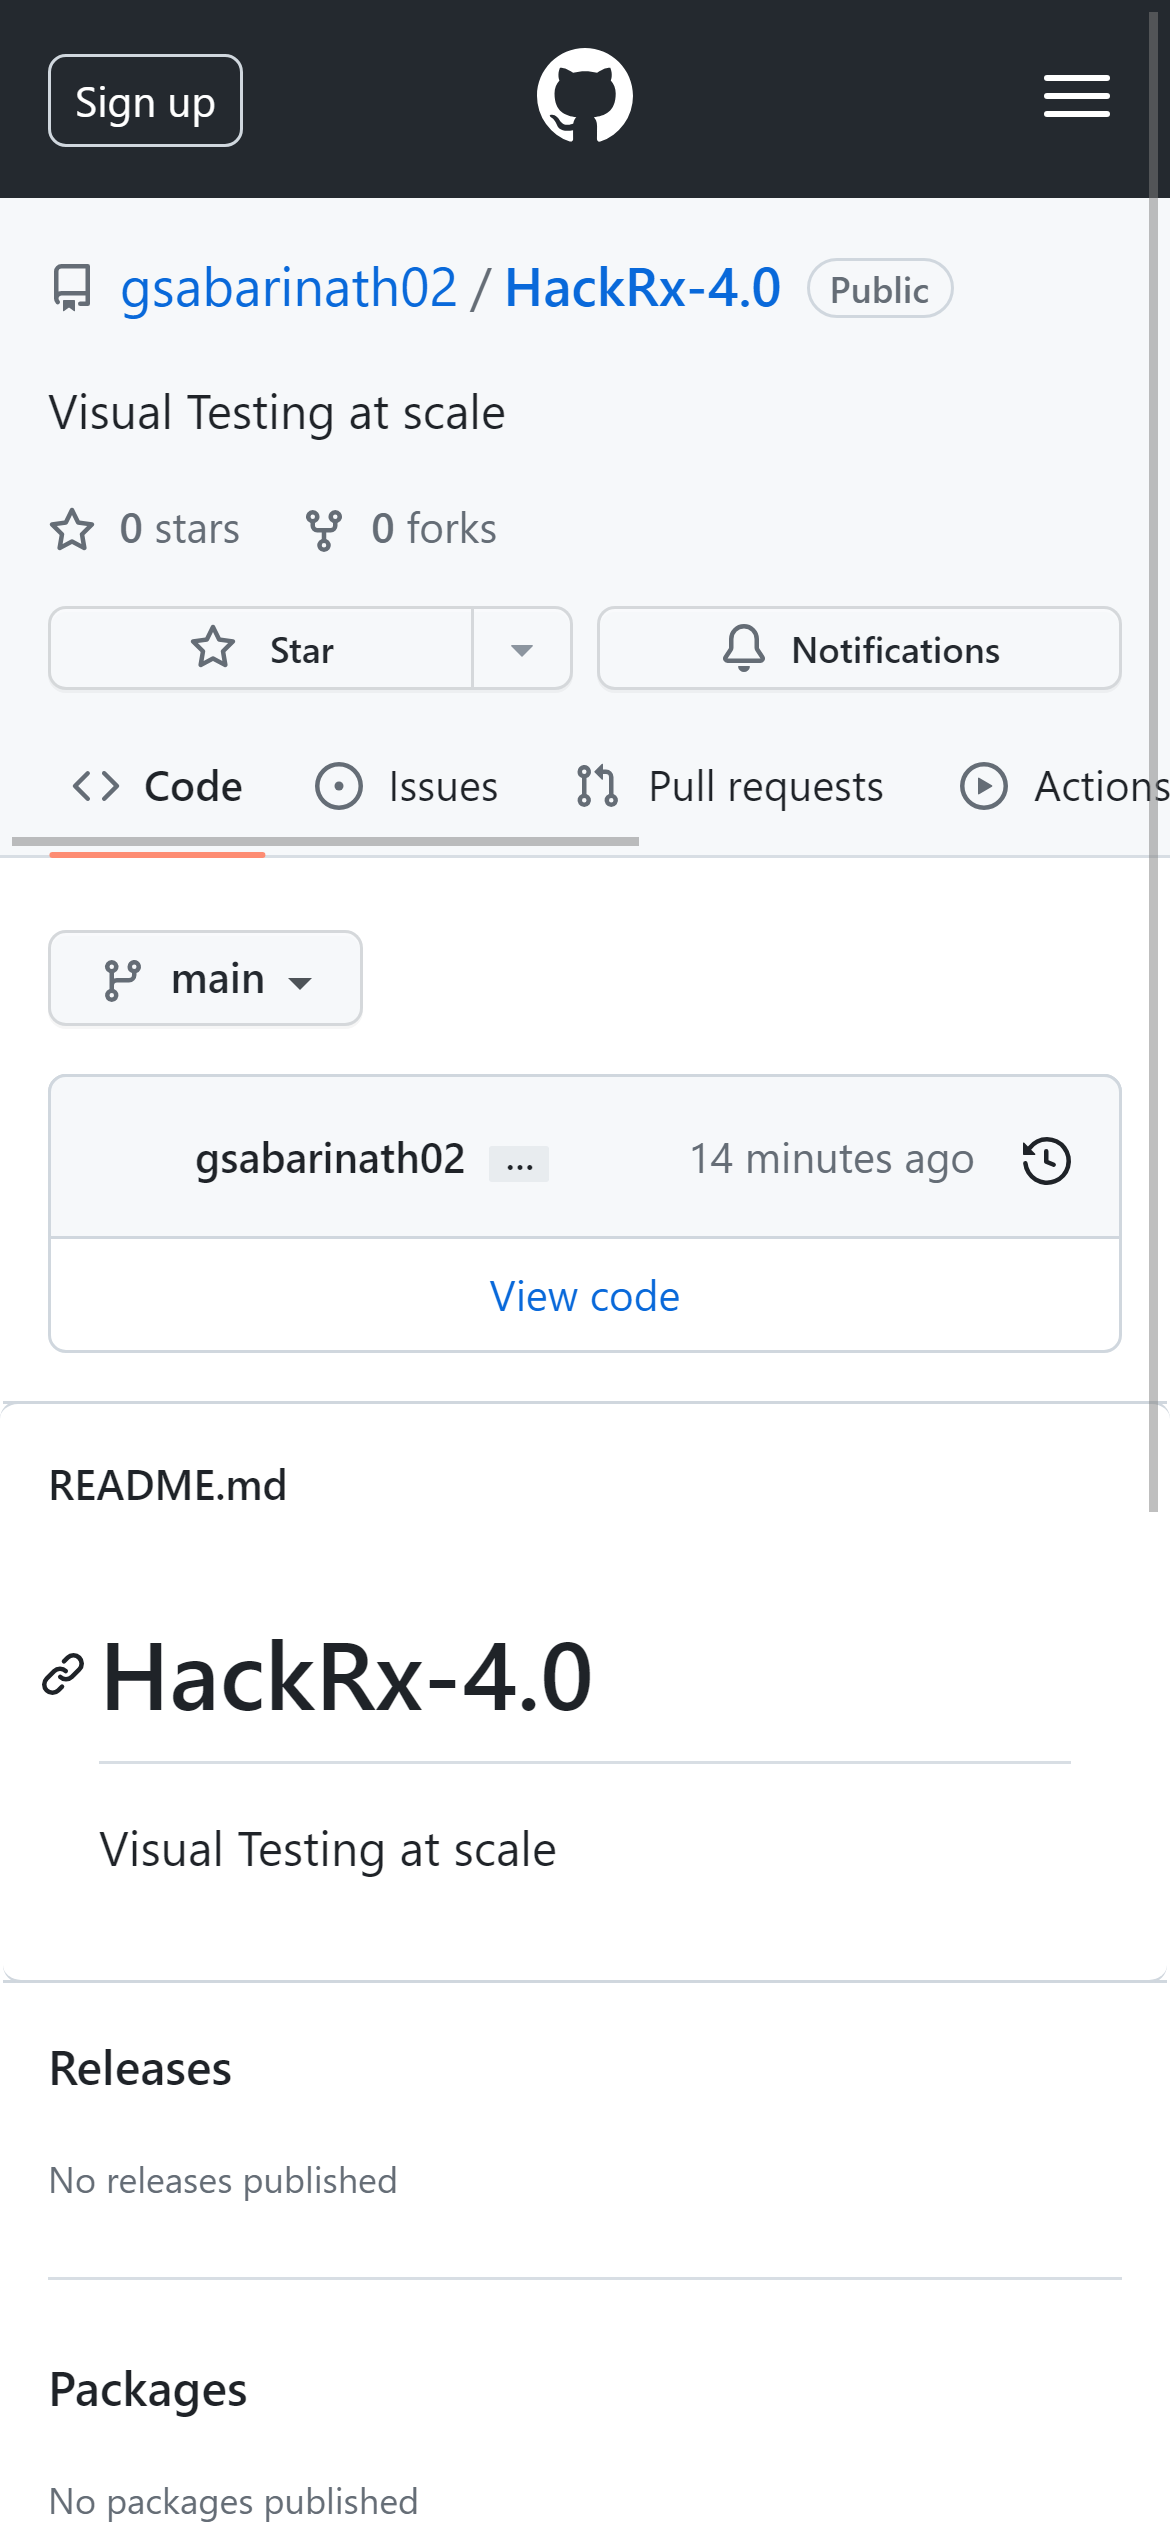 Sign up
gsabarinath02 / HackRx-4.0 Public
Visual Testing at scale
0 stars 0 forks
Star Notifications
Code Issues Pull requests Actions
main
gsabarinath02 ... 14 minutes ago
View code
README.md
HackRx-4.0
Visual Testing at scale
Releases
No releases published
Packages
No packages published